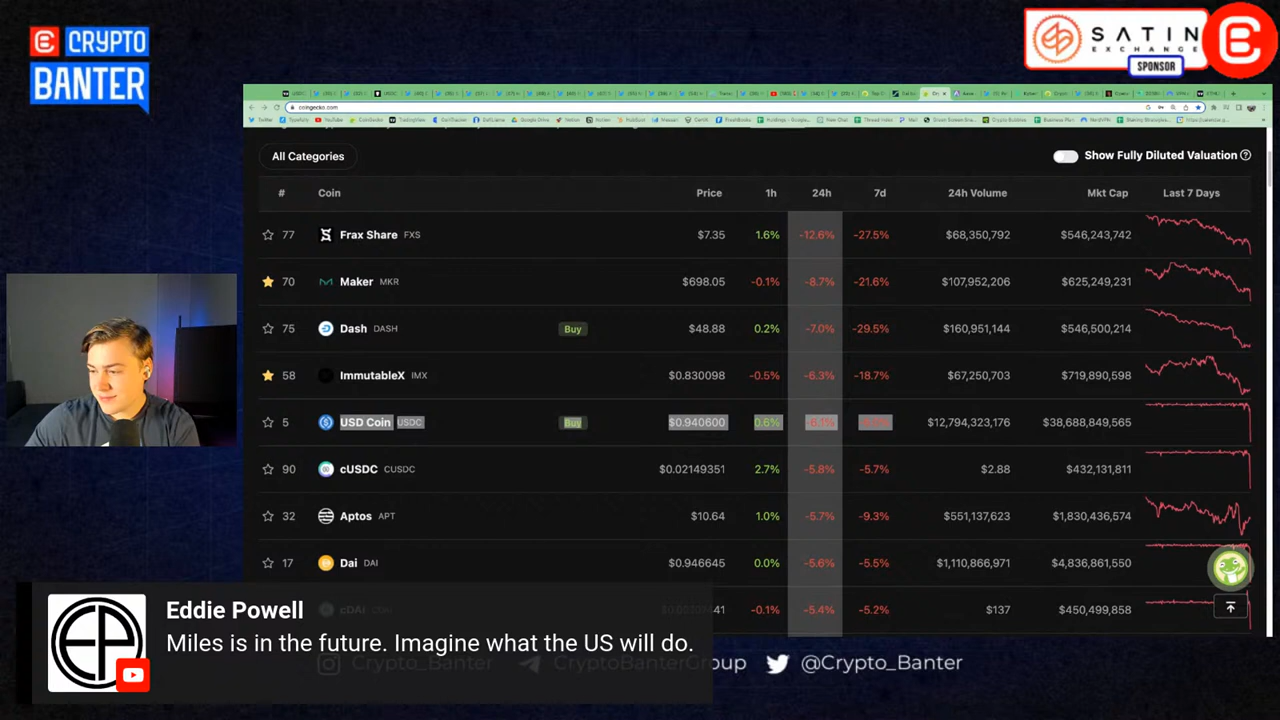 CRYPTO
BANTER
SATIN
EXCHANGE
SPONSOR
coingecko.com
All Categories
Show Fully Diluted Valuation
# Coin Price 1h 24h 7d 24h Volume Mkt Cap Last 7 Days
77 Frax Share FXS $7.35 1.6% -12.6% -27.5% $68,350,792 $546,243,742
70 Maker MKR $698.05 -0.1% -8.7% -21.6% $107,952,206 $625,249,231
75 Dash DASH Buy $48.88 0.2% -7.0% -29.5% $160,951,144 $546,500,214
58 ImmutableX IMX $0.830098 -0.5% -6.3% -18.7% $67,250,703 $719,890,598
5 USD Coin USDC Buy $0.940600 0.6% -6.1% $12,794,323,176 $38,688,849,565
90 cUSDC CUSDC $0.02149351 2.7% -5.8% -5.7% $2.88 $432,131,811
32 Aptos APT $10.64 1.0% -5.7% -9.3% $551,137,623 $1,830,436,574
17 Dai DAI $0.946645 0.0% -5.6% -5.5% $1,110,866,971 $4,836,861,550
cDAI -0.1% -5.4% -5.2% $137 $450,499,858
Eddie Powell
Miles is in the future. Imagine what the US will do.
Crypto_Banter CryptoBanterGroup @Crypto_Banter